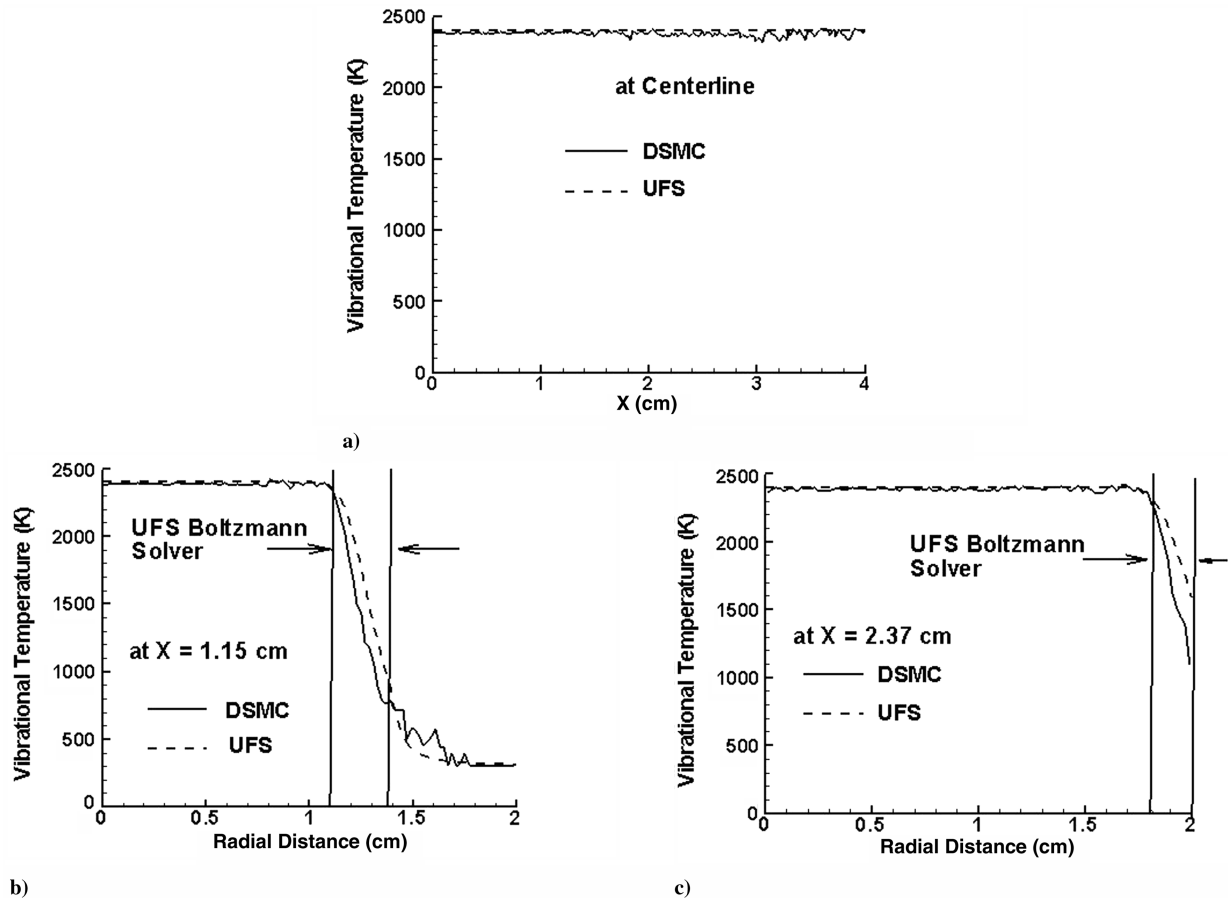 2500
2000
1500
1000
500
0
Vibrational Temperature (K)
at Centerline
DSMC
UFS
0 1 2 3 4
X (cm)
a)
2500
2000
1500
1000
500
0
Vibrational Temperature (K)
UFS Boltzmann
Solver
at X = 1.15 cm
DSMC
UFS
0 0.5 1 1.5 2
Radial Distance (cm)
b)
2500
2000
1500
1000
500
0
Vibrational Temperature (K)
UFS Boltzmann
Solver
at X = 2.37 cm
DSMC
UFS
0 0.5 1 1.5 2
Radial Distance (cm)
c)